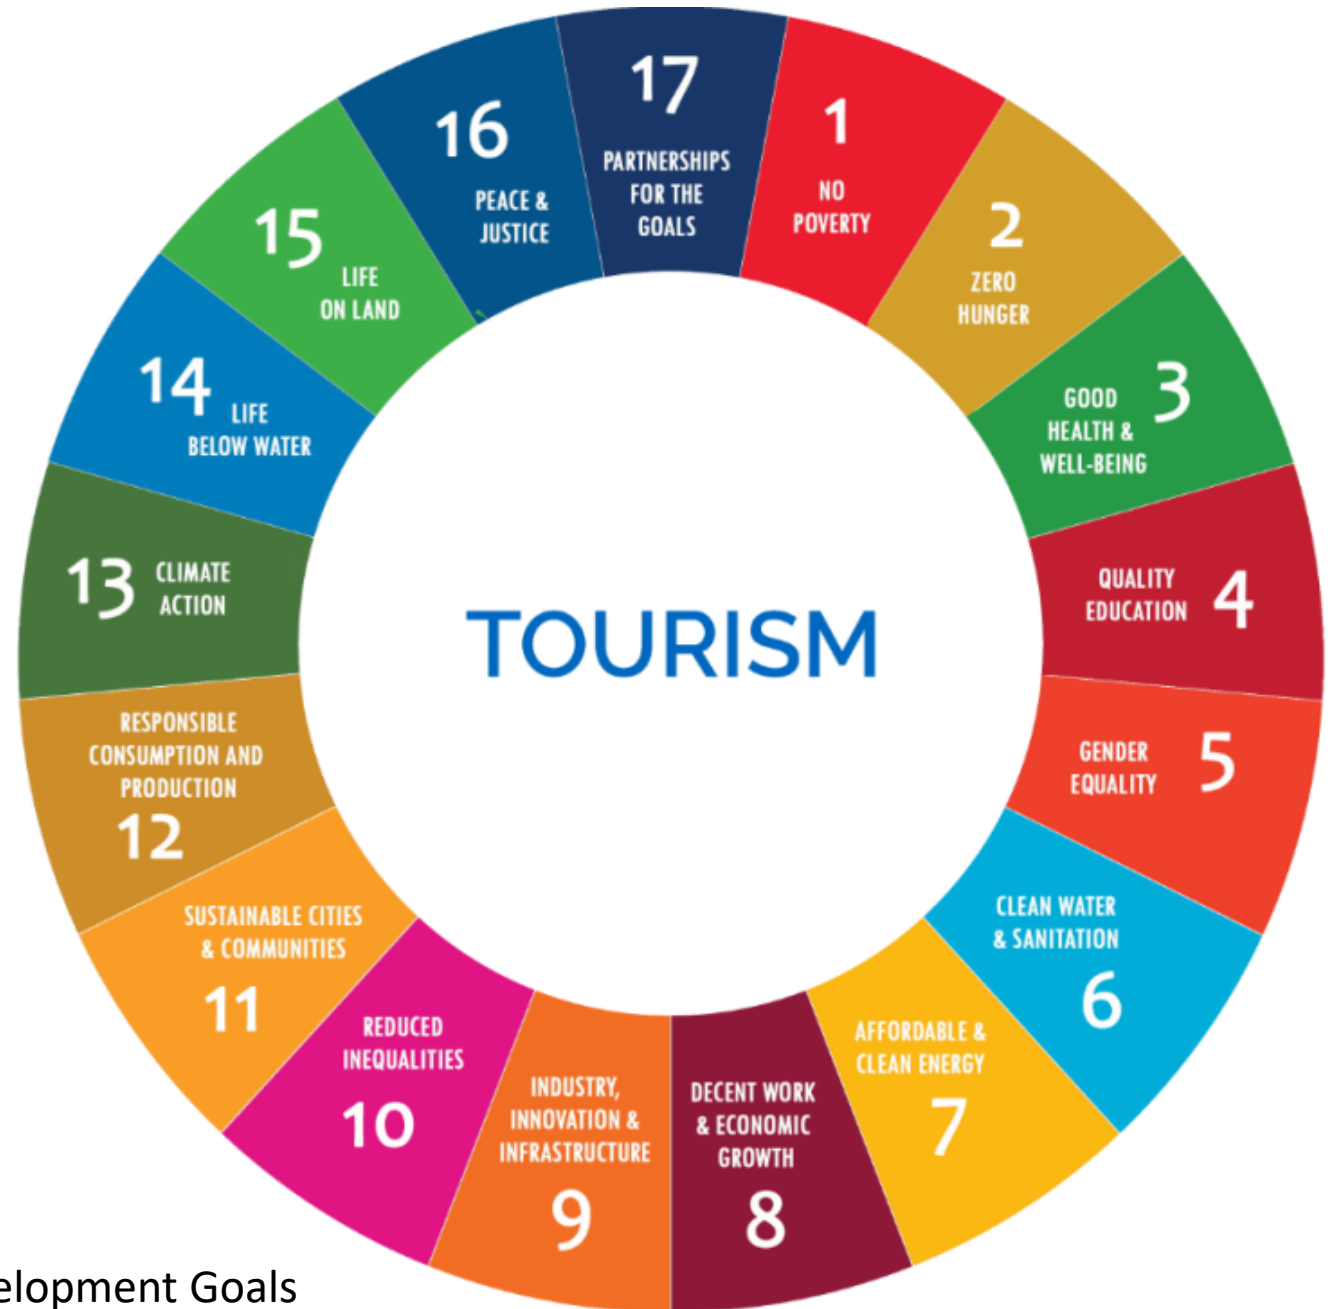 17
PARTNERSHIPS
FOR THE
GOALS
1
NO
POVERTY
2
ZERO
HUNGER
3
GOOD
HEALTH &
WELL-BEING
QUALITY
EDUCATION 4
GENDER
EQUALITY 5
CLEAN WATER
& SANITATION
6
AFFORDABLE &
CLEAN ENERGY
7
DECENT WORK
& ECONOMIC
GROWTH
8
INDUSTRY,
INNOVATION &
INFRASTRUCTURE
9
REDUCED
INEQUALITIES
10
SUSTAINABLE CITIES
& COMMUNITIES
11
RESPONSIBLE
CONSUMPTION AND
PRODUCTION
12
13 CLIMATE
ACTION
14 LIFE
BELOW WATER
15 LIFE
ON LAND
16
PEACE &
JUSTICE
TOURISM
elopment Goals